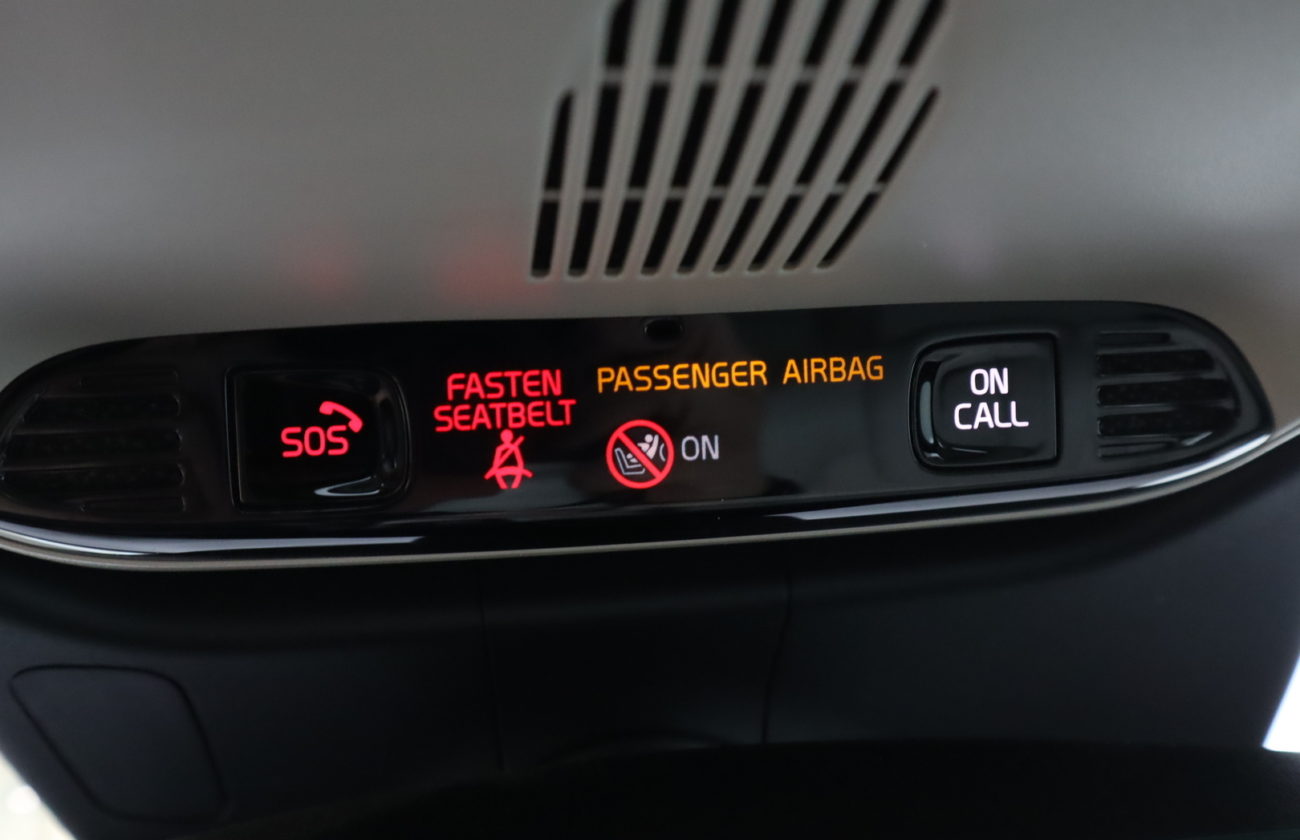 SOS
FASTEN
SEATBELT
PASSENGER AIRBAG
ON
ON
CALL